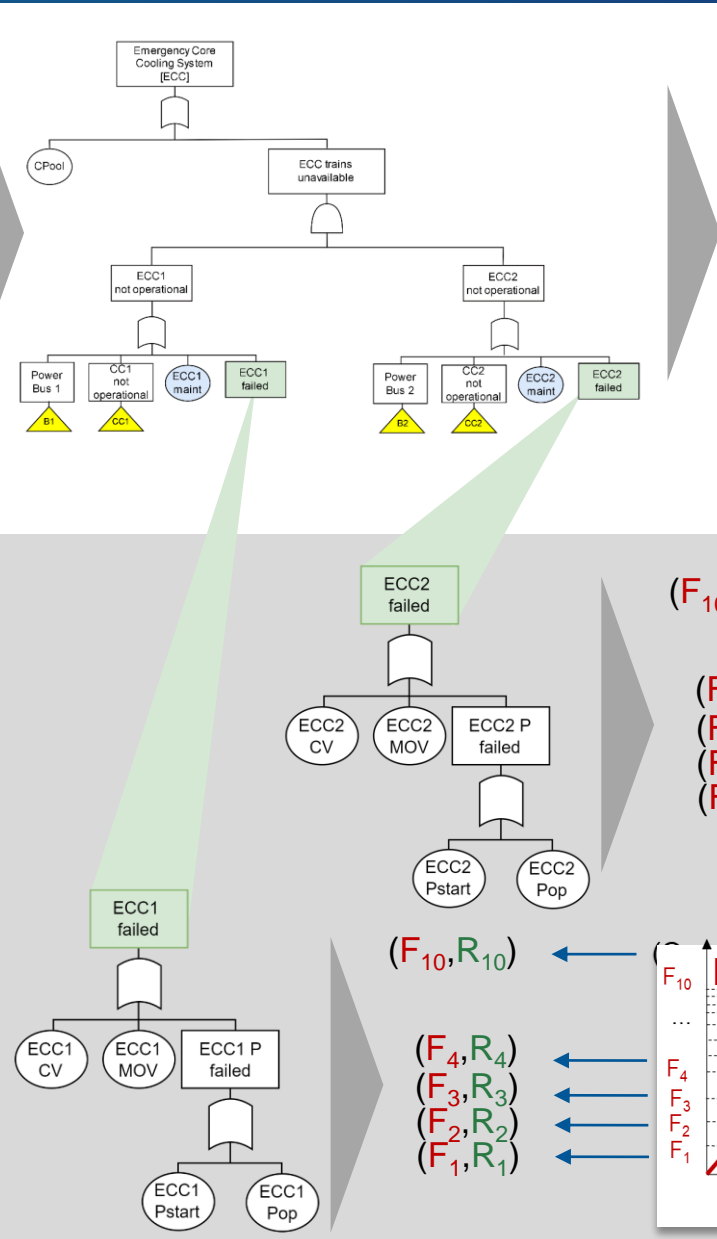 Emergency Core
Cooling System
[ECC]
CPool
ECC trains
unavailable
ECC1
not operational
ECC2
not operational
Power
Bus 1
CC1
not
operational
ECC1
maint
ECC1
failed
Power
Bus 2
CC2
not
operational
ECC2
maint
ECC2
failed
B1
CC1
B2
CC2
ECC2
failed
ECC2
CV
ECC2
MOV
ECC2 P
failed
ECC2
Pstart
ECC2
Pop
(F10
(F
(F
(F
(F
ECC1
failed
ECC1
CV
ECC1
MOV
ECC1 P
failed
ECC1
Pstart
ECC1
Pop
(F10,R10)
(F4,R4)
(F3,R3)
(F2,R2)
(F1,R1)
F10
...
F4
F3
F2
F1